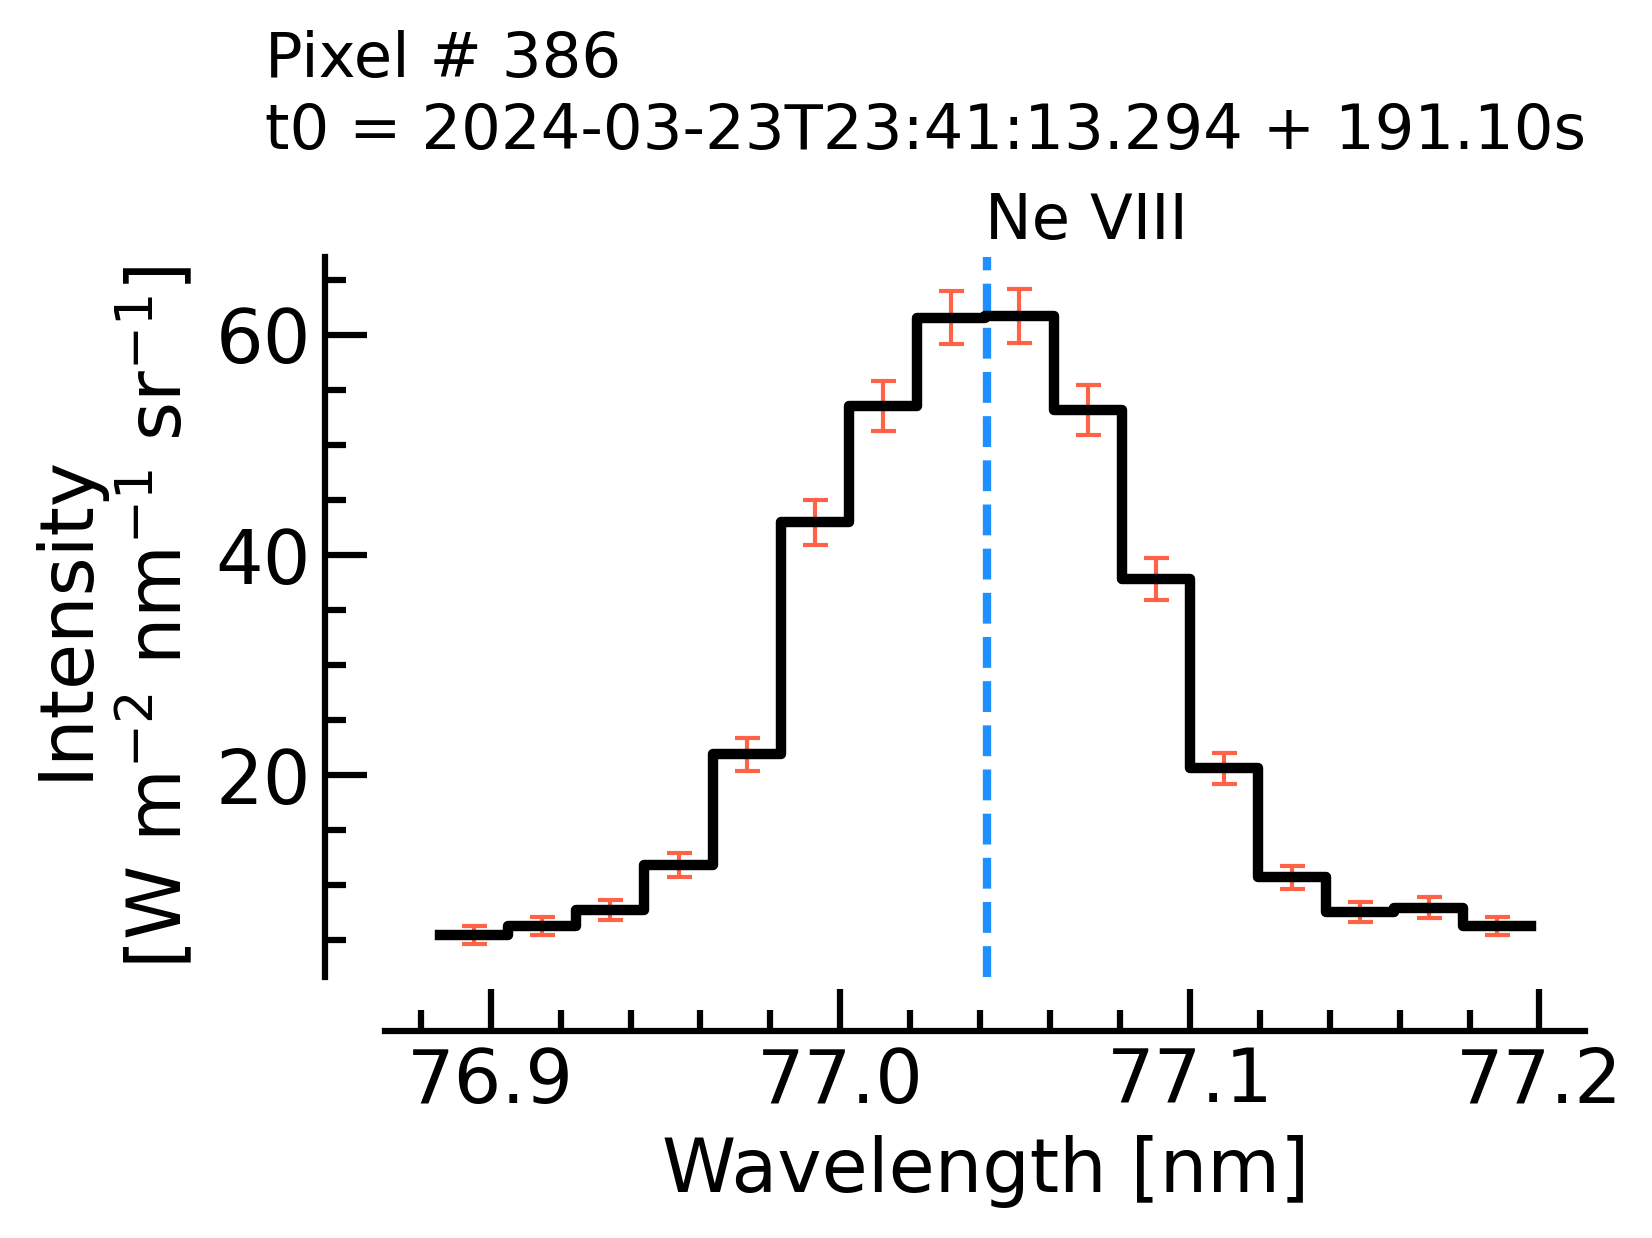 Pixel # 386
t0 = 2024-03-23T23:41:13.294 + 191.10s
Ne VIII
Intensity
[W m⁻² nm⁻¹ sr⁻¹]
60
40
20
76.9 77.0 77.1 77.2
Wavelength [nm]